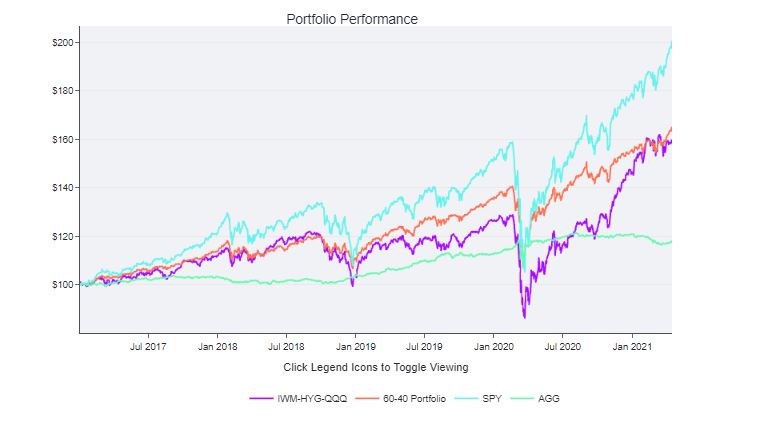 Portfolio Performance
$200
$180
$160
$140
$120
$100
Jul 2017 Jan 2018 Jul 2018 Jan 2019 Jul 2019 Jan 2020 Jul 2020 Jan 2021
Click Legend Icons to Toggle Viewing
IWM-HYG-QQQ 60-40 Portfolio SPY AGG